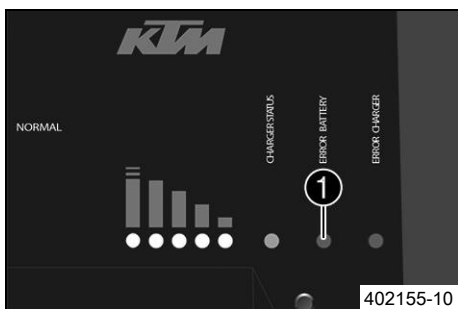 KTM
NORMAL
CHARGER STATUS
ERROR BATTERY
ERROR CHARGER
1
402155-10